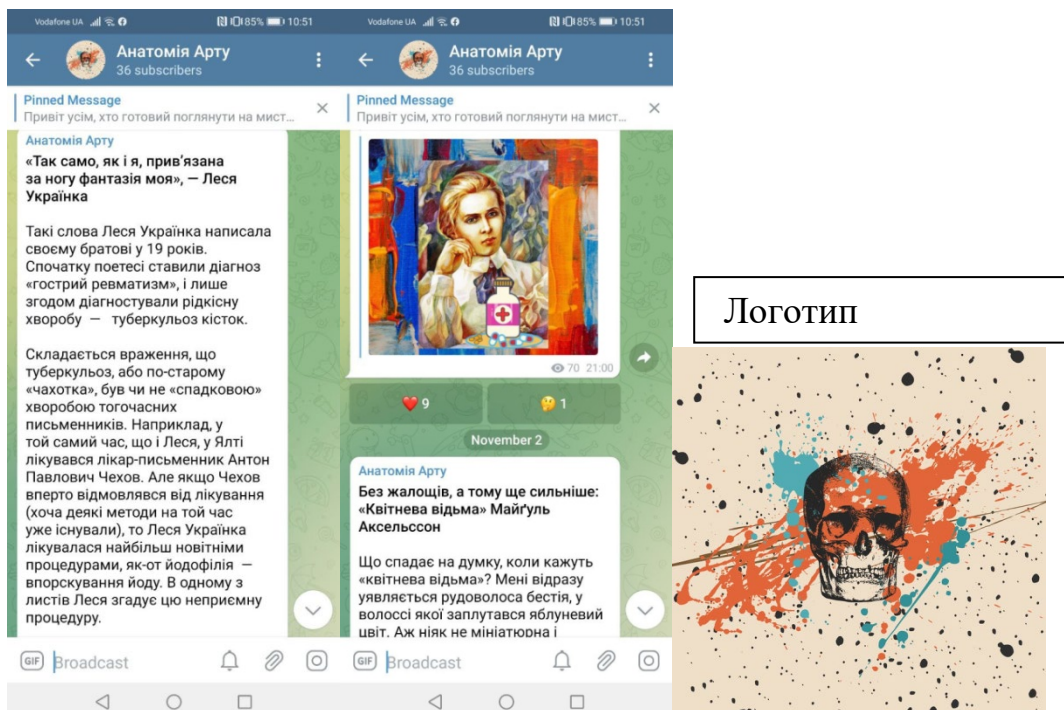 Vodafone UA 85% 10:51
Анатомія Арту
36 subscribers
Pinned Message
Привіт усім, хто готовий поглянути на мист...
Анатомія Арту
«Так само, як і я, прив’язана
за ногу фантазія моя», — Леся
Українка
Такі слова Леся Українка написала
своєму братові у 19 років.
Спочатку поетесі ставили діагноз
«гострий ревматизм», і лише
згодом діагностували рідкісну
хворобу — туберкульоз кісток.
Складається враження, що
туберкульоз, або по-старому
«чахотка», був чи не «спадковою»
хворобою тогочасних
письменників. Наприклад, у
той самий час, що і Леся, у Ялті
лікувався лікар-письменник Антон
Павлович Чехов. Але якщо Чехов
вперто відмовлявся від лікування
(хоча деякі методи на той час
уже існували), то Леся Українка
лікувалася найбільш новітніми
процедурами, як-от йодофілія —
впорскування йоду. В одному з
листів Леся згадує цю неприємну
процедуру.
GIF Broadcast
Vodafone UA 85% 10:51
Анатомія Арту
36 subscribers
Pinned Message
Привіт усім, хто готовий поглянути на мист...
70 21:00
9
1
November 2
Анатомія Арту
Без жалощів, а тому ще сильніше:
«Квітнева відьма» Майґуль
Аксельссон
Що спадає на думку, коли кажуть
«квітнева відьма»? Мені відразу
уявляється рудоволоса бестія, у
волоссі якої заплутався яблуневий
цвіт. Аж ніяк не мініатюрна і
GIF Broadcast
Логотип